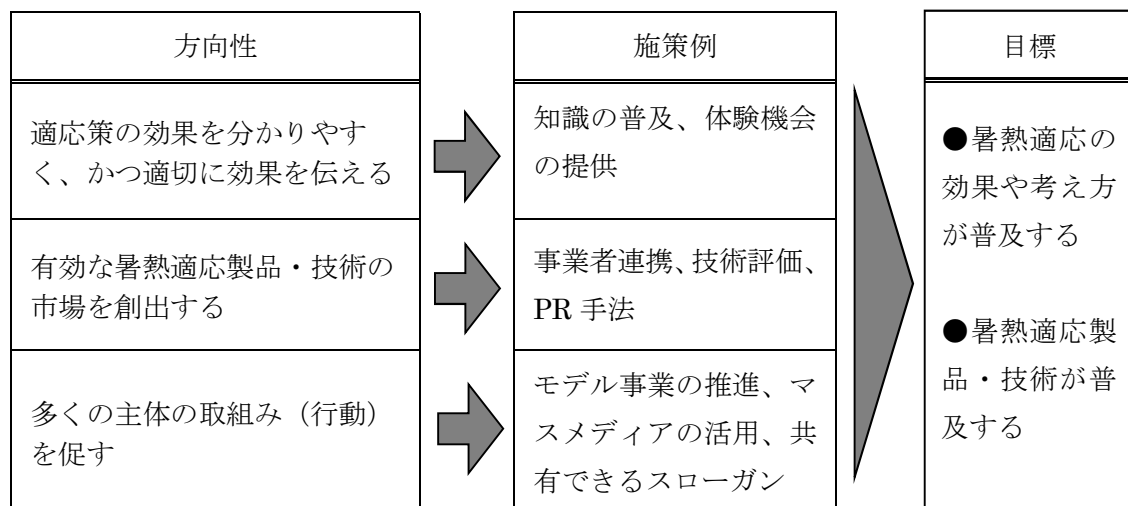 方向性
適応策の効果を分かりやす
く、かつ適切に効果を伝える
有効な暑熱適応製品・技術の
市場を創出する
多くの主体の取組み（行動）
を促す
施策例
知識の普及、体験機会
の提供
事業者連携、技術評価、
PR 手法
モデル事業の推進、マ
スメディアの活用、共
有できるスローガン
目標
●暑熱適応の
効果や考え方
が普及する
●暑熱適応製
品・技術が普
及する